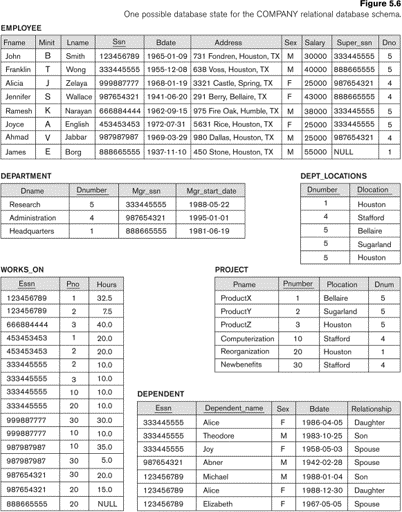 Figure 5.6
One possible database state for the COMPANY relational database schema.
EMPLOYEE
Fname Minit Lname Ssn Bdate Address Sex Salary Super_ssn Dno
John B Smith 123456789 1965-01-09 731 Fondren, Houston, TX M 30000 333445555 5
Franklin T Wong 333445555 1955-12-08 638 Voss, Houston, TX M 40000 888665555 5
Alicia J Zelaya 999887777 1968-01-19 3321 Castle, Spring, TX F 25000 987654321 4
Jennifer S Wallace 987654321 1941-06-20 291 Berry, Bellaire, TX F 43000 888665555 4
Ramesh K Narayan 666884444 1962-09-15 975 Fire Oak, Humble, TX M 38000 333445555 5
Joyce A English 453453453 1972-07-31 5631 Rice, Houston, TX F 25000 333445555 5
Ahmad V Jabbar 987987987 1969-03-29 980 Dallas, Houston, TX M 25000 987654321 4
James E Borg 888665555 1937-11-10 450 Stone, Houston, TX M 55000 NULL 1
DEPARTMENT
Dname Dnumber Mgr_ssn Mgr_start_date
Research 5 333445555 1988-05-22
Administration 4 987654321 1995-01-01
Headquarters 1 888665555 1981-06-19
DEPT_LOCATIONS
Dnumber Dlocation
1 Houston
4 Stafford
5 Bellaire
5 Sugarland
5 Houston
WORKS_ON
Essn Pno Hours
123456789 1 32.5
123456789 2 7.5
666884444 3 40.0
453453453 1 20.0
453453453 2 20.0
333445555 2 10.0
333445555 3 10.0
333445555 10 10.0
333445555 20 10.0
999887777 30 30.0
999887777 10 10.0
987987987 10 35.0
987987987 30 5.0
987654321 30 20.0
987654321 20 15.0
888665555 20 NULL
PROJECT
Pname Pnumber Plocation Dnum
ProductX 1 Bellaire 5
ProductY 2 Sugarland 5
ProductZ 3 Houston 5
Computerization 10 Stafford 4
Reorganization 20 Houston 1
Newbenefits 30 Stafford 4
DEPENDENT
Essn Dependent_name Sex Bdate Relationship
333445555 Alice F 1986-04-05 Daughter
333445555 Theodore M 1983-10-25 Son
333445555 Joy F 1958-05-03 Spouse
987654321 Abner M 1942-02-28 Spouse
123456789 Michael M 1988-01-04 Son
123456789 Alice F 1988-12-30 Daughter
123456789 Elizabeth F 1967-05-05 Spouse